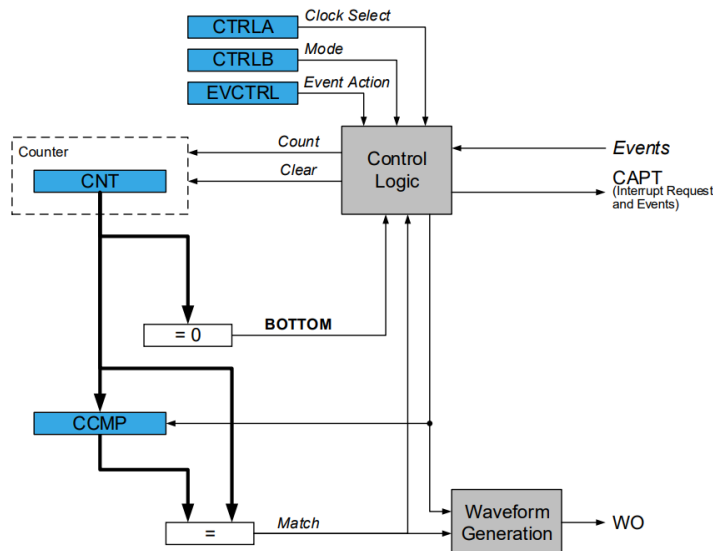 CTRLA
Clock Select
CTRLB
Mode
EVCTRL
Event Action
Counter
CNT
Count
Clear
Control
Logic
Events
CAPT
(Interrupt Request
and Events)
= 0
BOTTOM
CCMP
=
Match
Waveform
Generation
WO